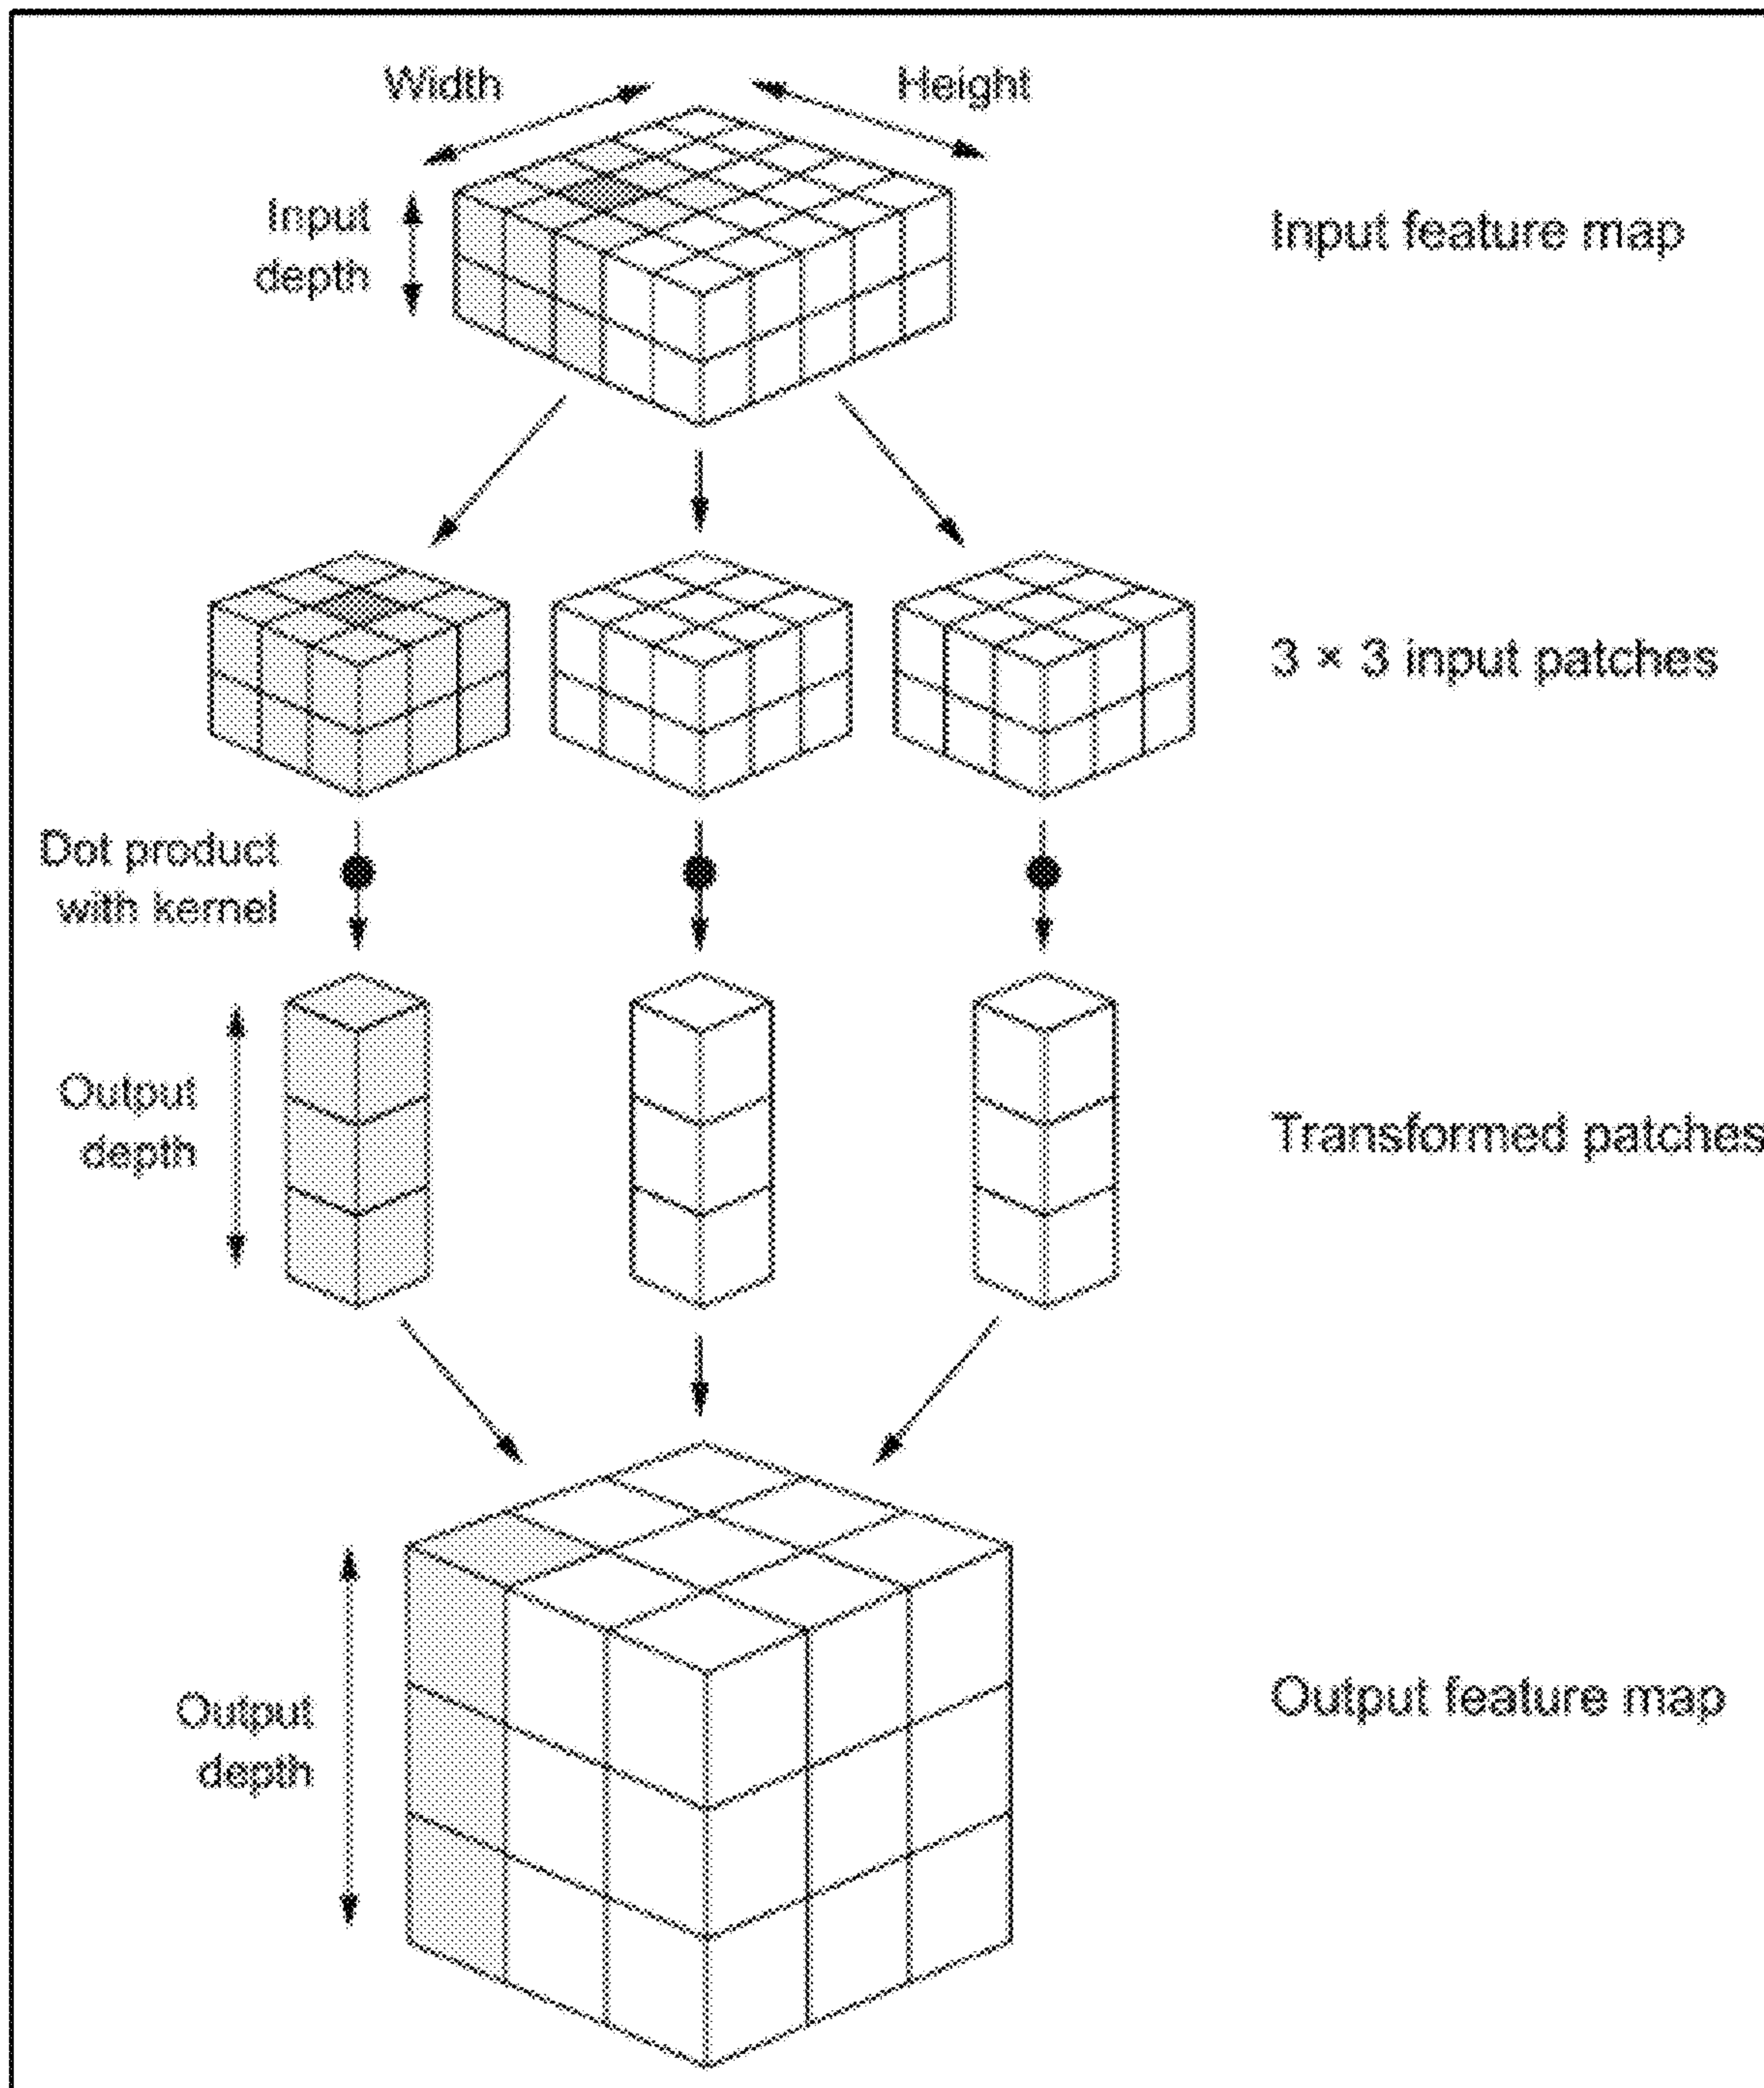 Width
Height
Input
depth
Input feature map
3 × 3 input patches
Dot product
with kernel
Output
depth
Transformed patches
Output
depth
Output feature map